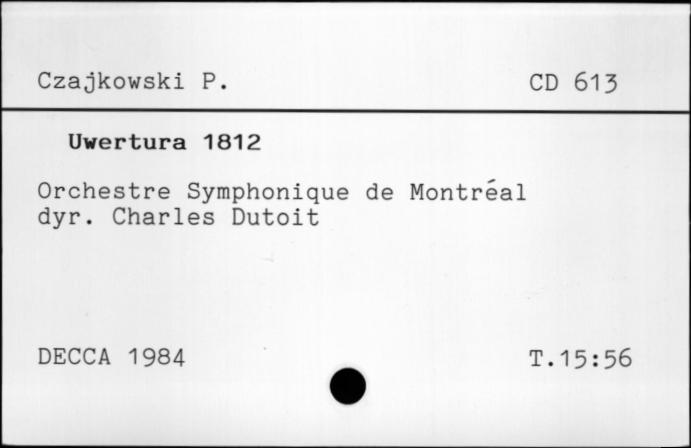 Czajkowski P. CD 613
Uwertura 1812
Orchestre Symphonique de Montréal
dyr. Charles Dutoit
DECCA 1984 T.15:56